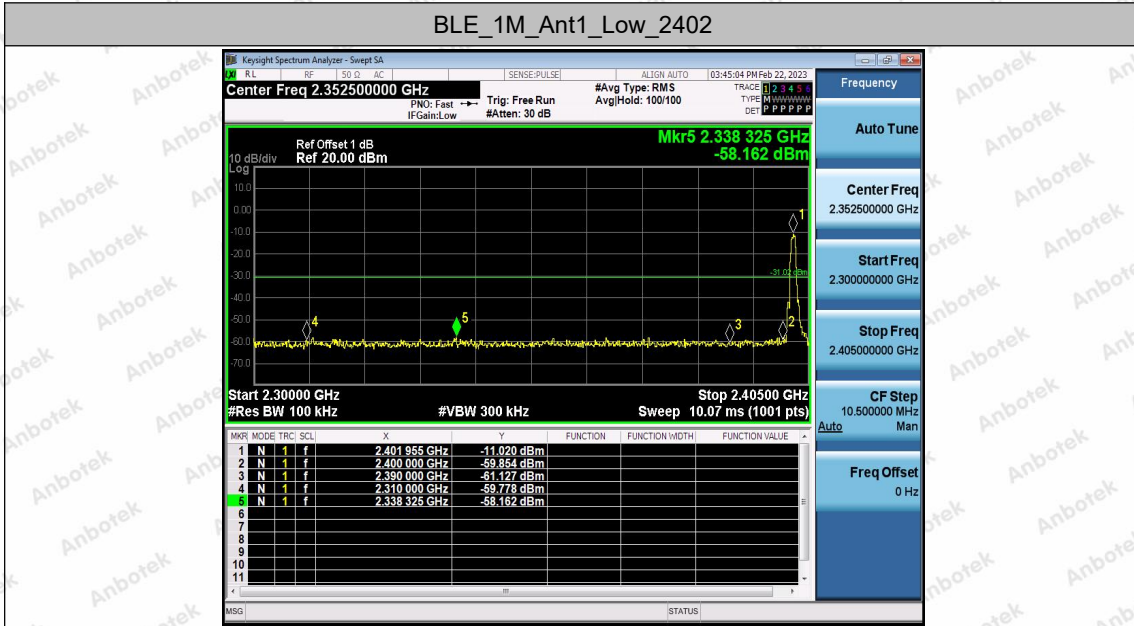 BLE_1M_Ant1_Low_2402
Keysight Spectrum Analyzer - Swept SA
LXI RL RF 50 Ω AC SENSE:PULSE ALIGN AUTO 03:45:04 PM Feb 22, 2023
Center Freq 2.352500000 GHz
PNO: Fast
IFGain:Low
Trig: Free Run
#Atten: 30 dB
#Avg Type: RMS
Avg|Hold: 100/100
TRACE 1 2 3 4 5 6
TYPE M WWWWW
DET P P P P P P
Mkr5 2.338 325 GHz
-58.162 dBm
Ref Offset 1 dB
10 dB/div Ref 20.00 dBm
Log
10.0
0.00
-10.0
-20.0
-30.0
-40.0
-50.0
-60.0
-70.0
1
-31.02 dBm
4
5
3
2
Start 2.30000 GHz Stop 2.40500 GHz
#Res BW 100 kHz #VBW 300 kHz Sweep 10.07 ms (1001 pts)
MKR MODE TRC SCL X Y FUNCTION FUNCTION WIDTH FUNCTION VALUE
1 N 1 f 2.401 955 GHz -11.020 dBm
2 N 1 f 2.400 000 GHz -59.854 dBm
3 N 1 f 2.390 000 GHz -61.127 dBm
4 N 1 f 2.310 000 GHz -59.778 dBm
5 N 1 f 2.338 325 GHz -58.162 dBm
6
7
8
9
10
11
MSG STATUS
Frequency
Auto Tune
Center Freq
2.352500000 GHz
Start Freq
2.300000000 GHz
Stop Freq
2.405000000 GHz
CF Step
10.500000 MHz
Auto Man
Freq Offset
0 Hz
Anbotek